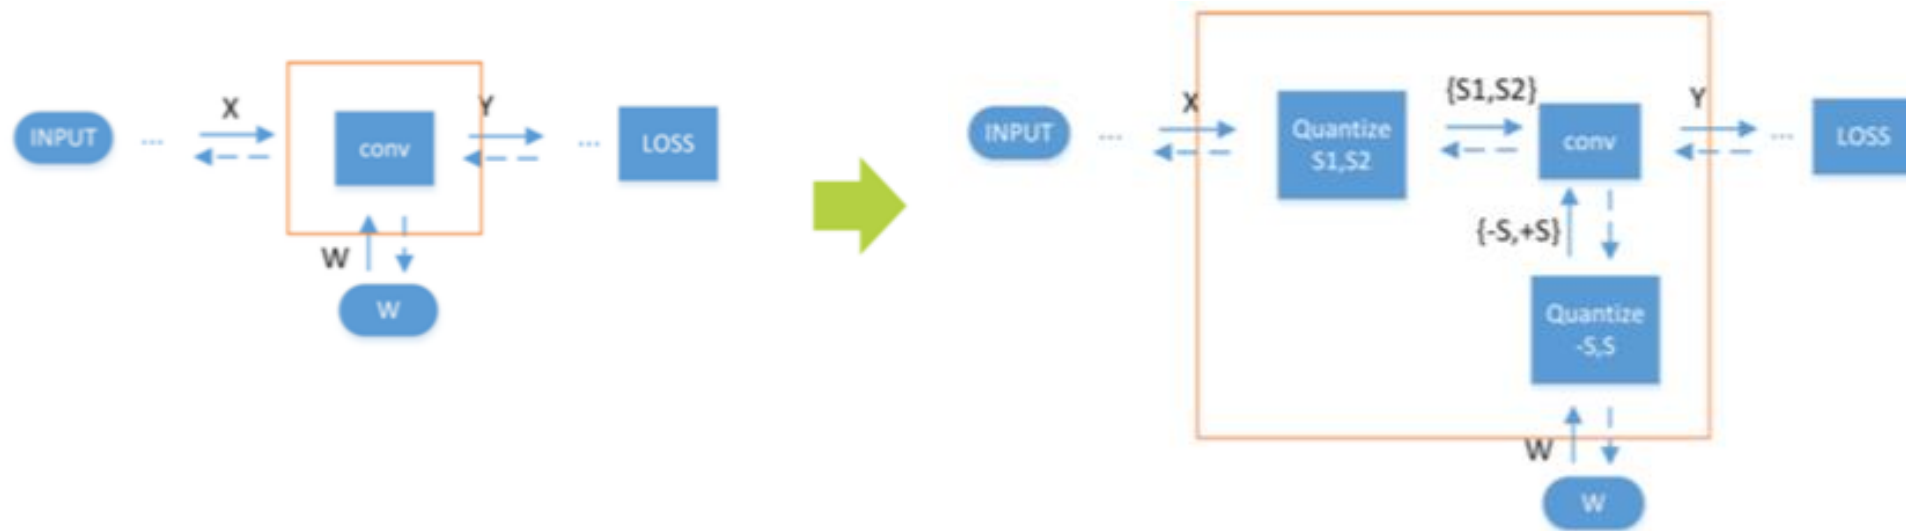 X
Y
INPUT
...
conv
...
LOSS
W
W
X
{S1,S2}
Y
INPUT
...
Quantize
S1,S2
conv
...
LOSS
{-S,+S}
Quantize
-S,S
W
W